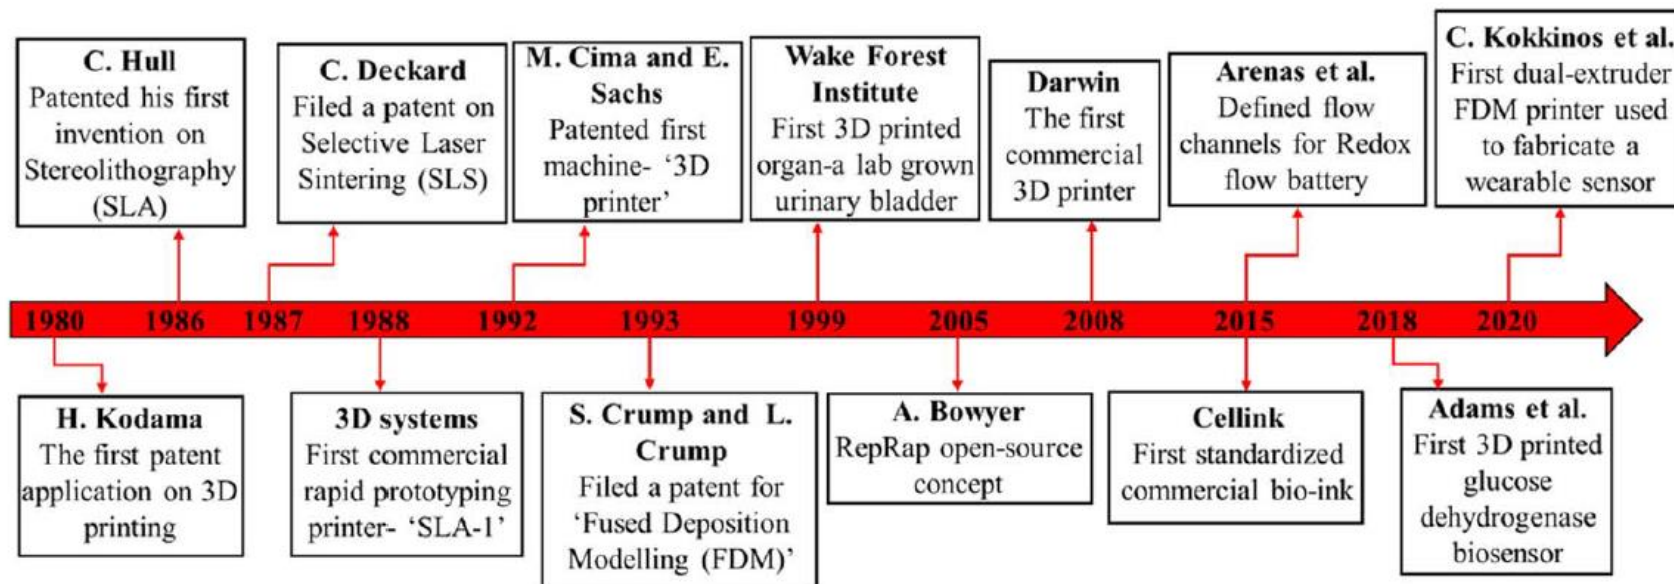 C. Hull
Patented his first
invention on
Stereolithography
(SLA)
C. Deckard
Filed a patent on
Selective Laser
Sintering (SLS)
M. Cima and E.
Sachs
Patented first
machine- ‘3D
printer’
Wake Forest
Institute
First 3D printed
organ-a lab grown
urinary bladder
Darwin
The first
commercial
3D printer
Arenas et al.
Defined flow
channels for Redox
flow battery
C. Kokkinos et al.
First dual-extruder
FDM printer used
to fabricate a
wearable sensor
1980 1986 1987 1988 1992 1993 1999 2005 2008 2015 2018 2020
H. Kodama
The first patent
application on 3D
printing
3D systems
First commercial
rapid prototyping
printer- ‘SLA-1’
S. Crump and L.
Crump
Filed a patent for
‘Fused Deposition
Modelling (FDM)’
A. Bowyer
RepRap open-source
concept
Cellink
First standardized
commercial bio-ink
Adams et al.
First 3D printed
glucose
dehydrogenase
biosensor